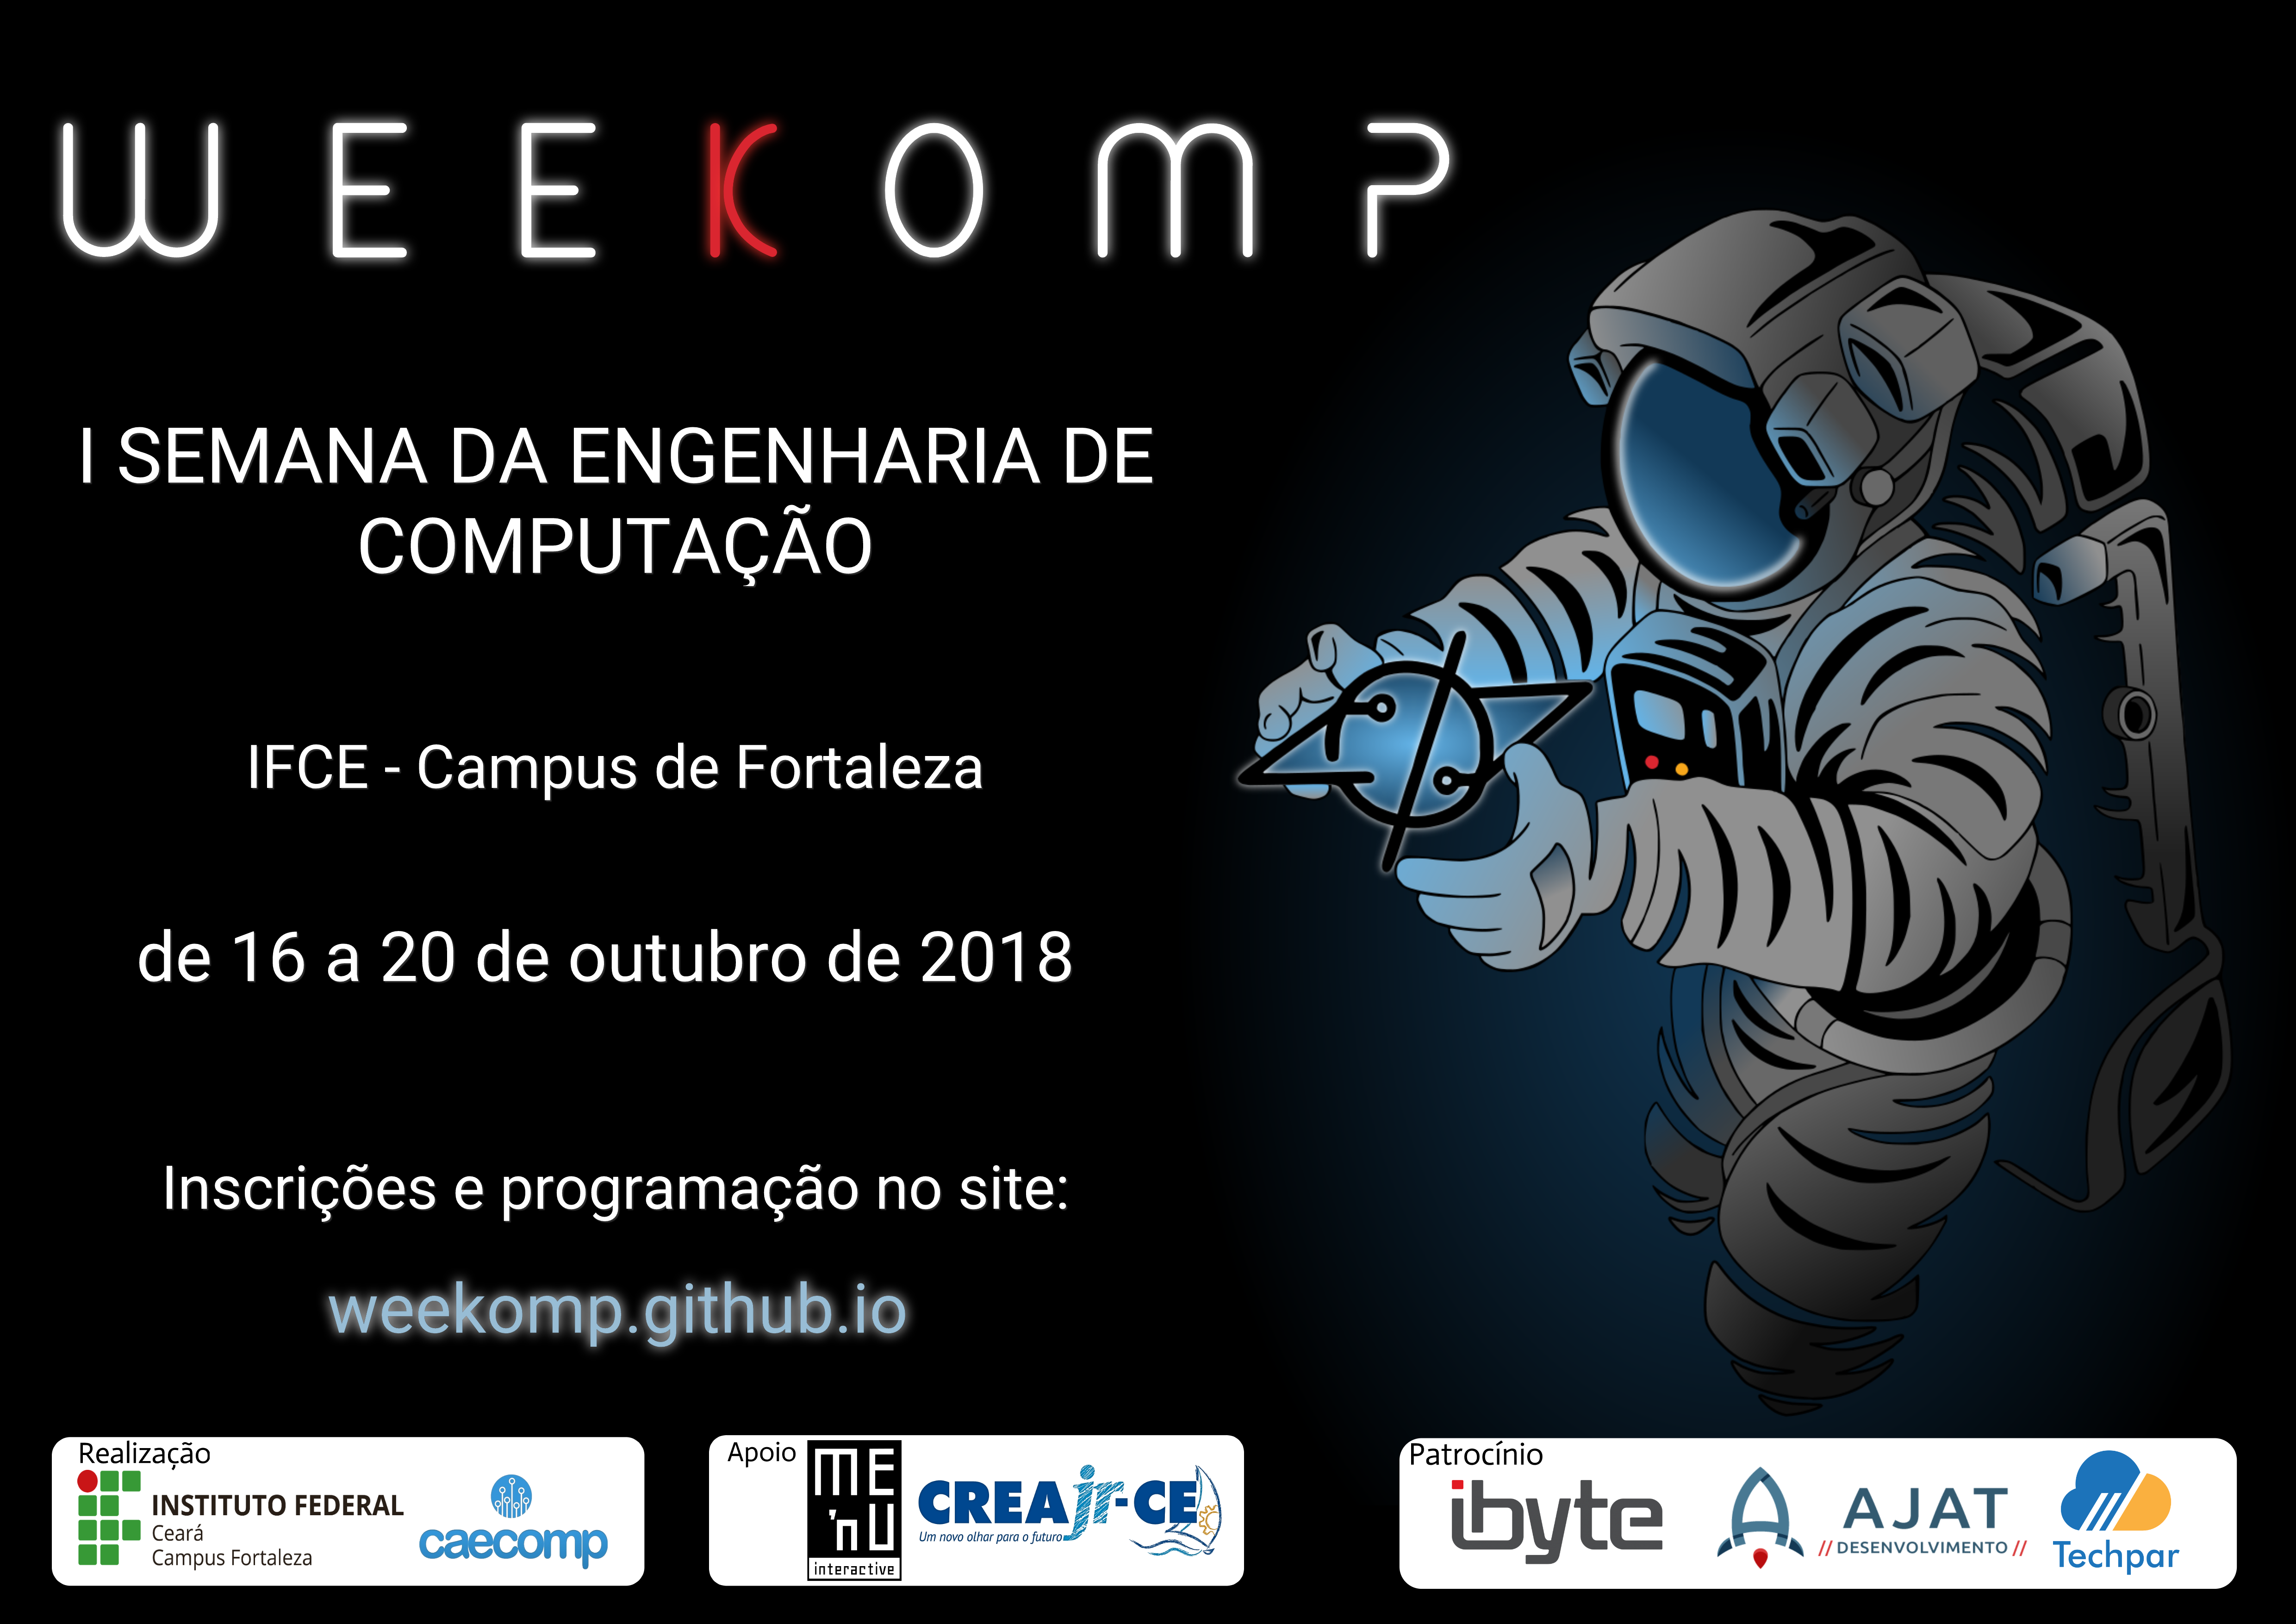 WEEKOMP
I SEMANA DA ENGENHARIA DE
COMPUTAÇÃO
IFCE - Campus de Fortaleza
de 16 a 20 de outubro de 2018
Inscrições e programação no site:
weekomp.github.io
Realização
INSTITUTO FEDERAL
Ceará
Campus Fortaleza
caecomp
Apoio
ME
'nU
interactive
CREAjr-CE
Um novo olhar para o futuro
Patrocínio
ibyte
AJAT
// DESENVOLVIMENTO //
Techpar